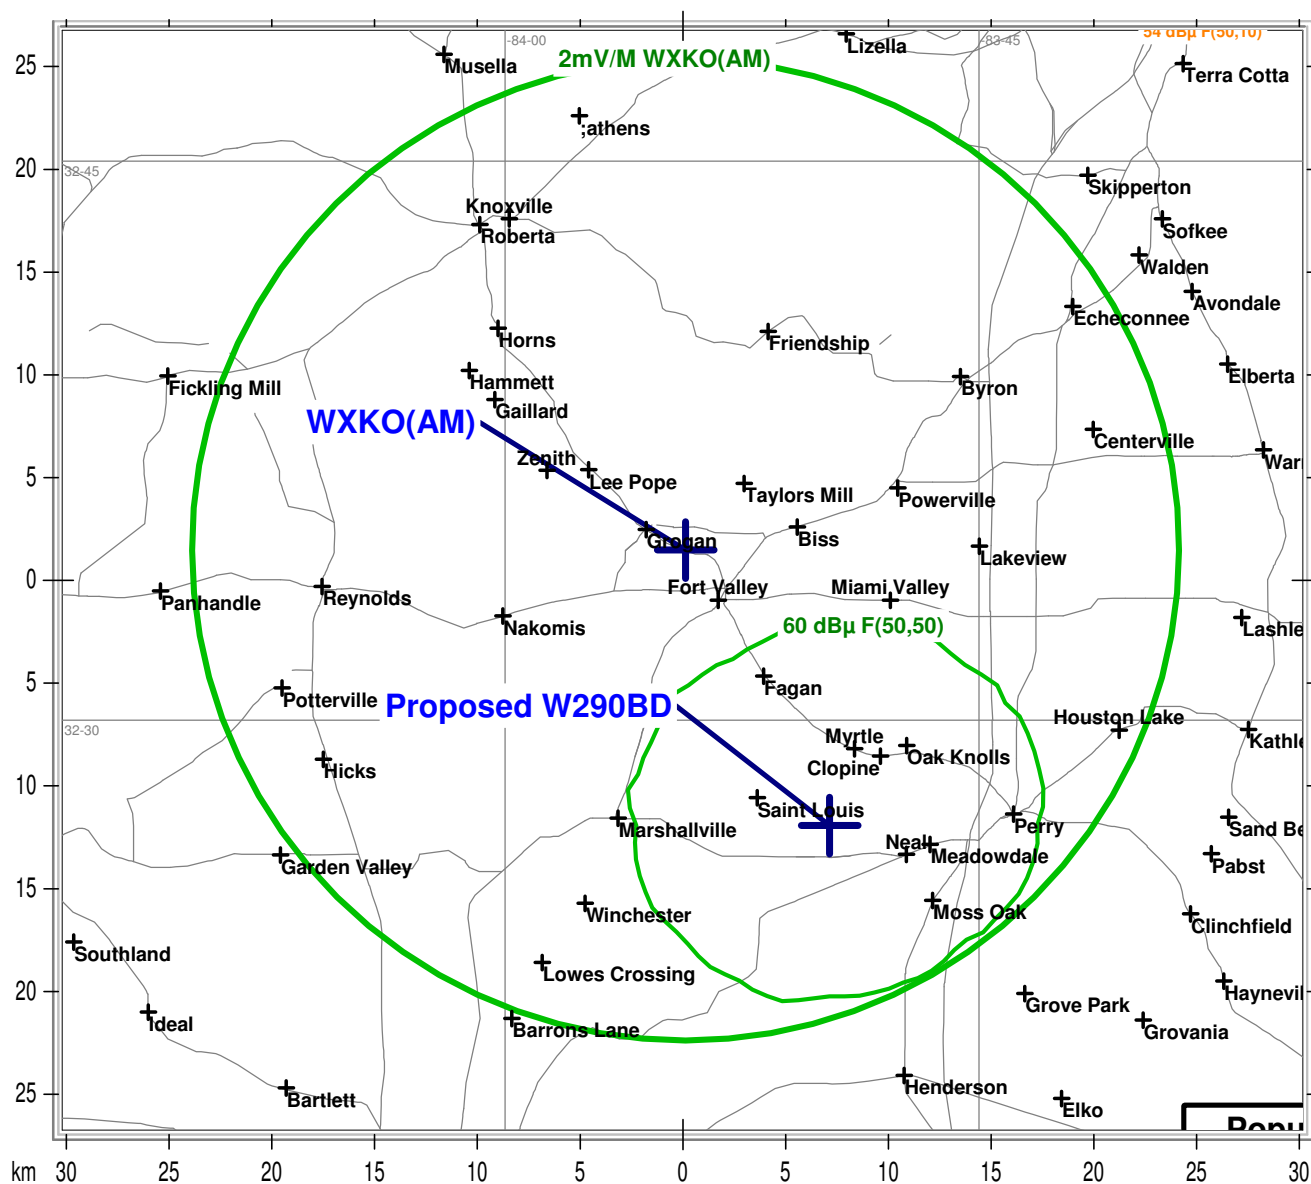 -84-00
-83-45
54 dBµ F(50,10)
Lizella
Musella
2mV/M WXKO(AM)
Terra Cotta
25
;athens
20
32-45
Skipperton
Knoxville
Roberta
Sofkee
Walden
15
Avondale
Echeconnee
Horns
Friendship
10
Fickling Mill
Hammett
Byron
Elberta
Gaillard
WXKO(AM)
Centerville
Zenith
War
5
Lee Pope
Taylors Mill
Powerville
Grogan
Biss
Lakeview
0
Fort Valley
Miami Valley
Panhandle
Reynolds
Nakomis
60 dBµ F(50,50)
Lashle
5
Fagan
Potterville
Proposed W290BD
Houston Lake
32-30
Myrtle
Kathle
Oak Knolls
Clopine
Hicks
10
Saint Louis
Marshallville
Perry
Sand Be
Neal
Meadowdale
Garden Valley
Pabst
15
Winchester
Moss Oak
Clinchfield
Southland
Lowes Crossing
20
Haynevil
Grove Park
Ideal
Barrons Lane
Grovania
25
Bartlett
Henderson
Elko
Popu
km 30 25 20 15 10 5 0 5 10 15 20 25 30